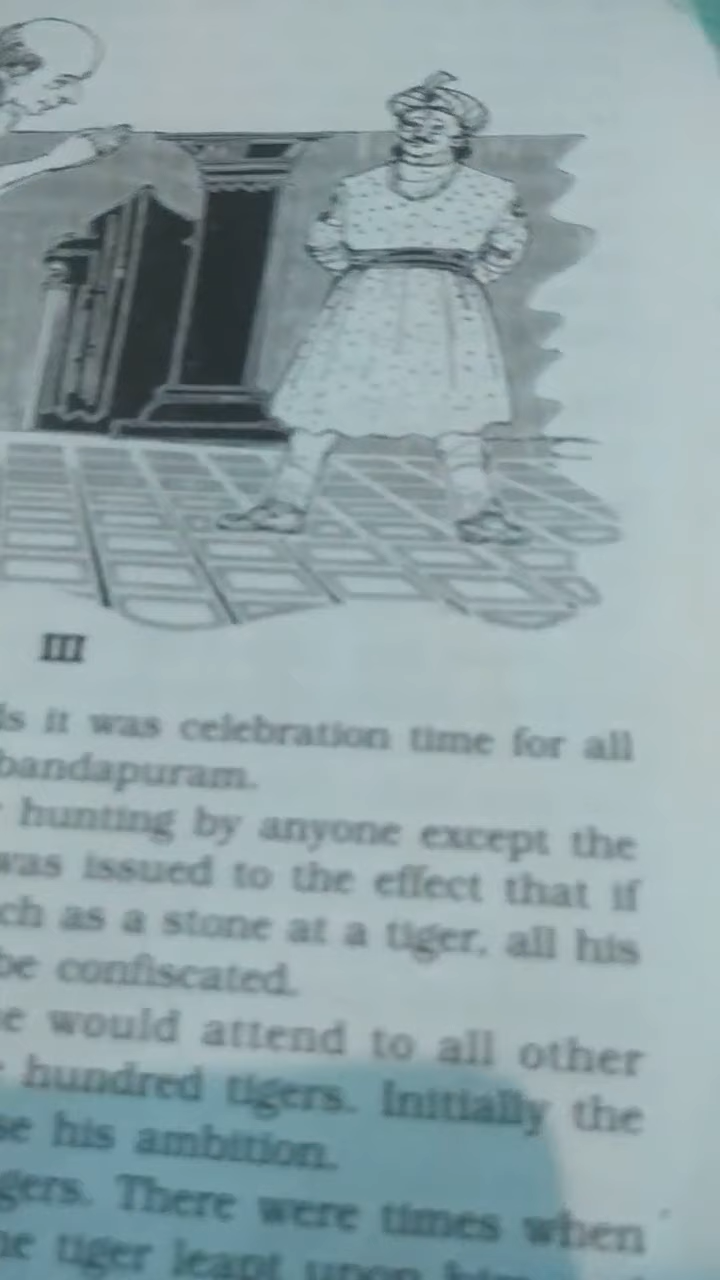 III
it was celebration time for all
bandapuram.
hunting by anyone except the
was issued to the effect that if
ch as a stone at a tiger, all his
be confiscated.
e would attend to all other
hundred tigers. Initially the
se his ambition.
gers. There were times when
tiger leapt upon